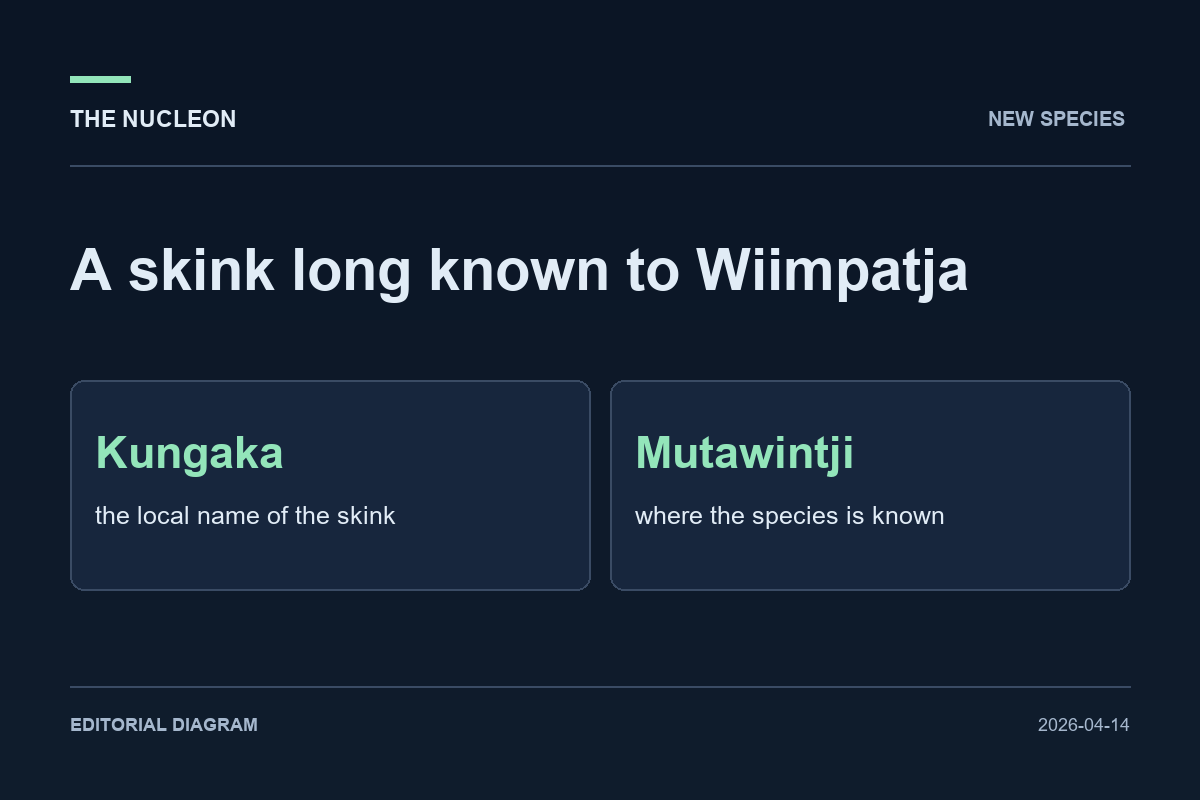 THE NUCLEON
NEW SPECIES
A skink long known to Wiimpatja
Kungaka
the local name of the skink
Mutawintji
where the species is known
EDITORIAL DIAGRAM
2026-04-14